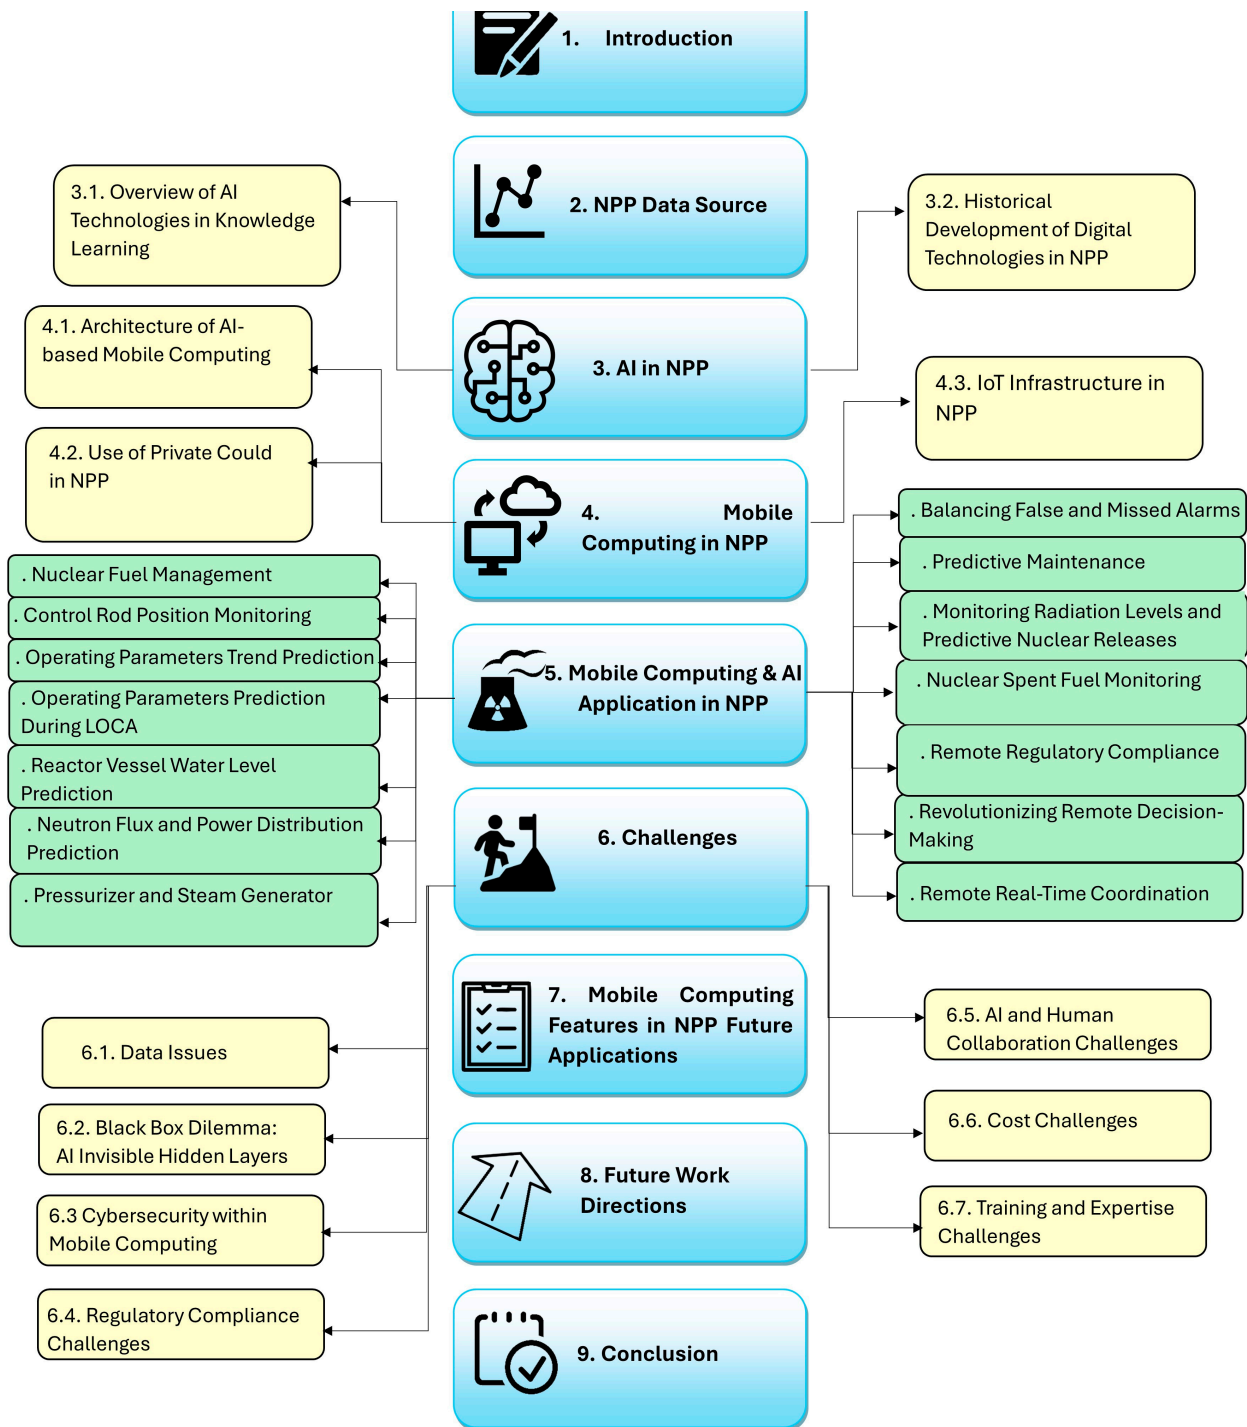 1. Introduction
2. NPP Data Source
3.1. Overview of AI
Technologies in Knowledge
Learning
3.2. Historical
Development of Digital
Technologies in NPP
3. AI in NPP
4.1. Architecture of AI-
based Mobile Computing
4.3. IoT Infrastructure in
NPP
4.2. Use of Private Could
in NPP
4. Mobile
Computing in NPP
. Nuclear Fuel Management
. Control Rod Position Monitoring
. Operating Parameters Trend Prediction
. Operating Parameters Prediction
During LOCA
. Reactor Vessel Water Level
Prediction
. Neutron Flux and Power Distribution
Prediction
. Pressurizer and Steam Generator
5. Mobile Computing & AI
Application in NPP
. Balancing False and Missed Alarms
. Predictive Maintenance
. Monitoring Radiation Levels and
Predictive Nuclear Releases
. Nuclear Spent Fuel Monitoring
. Remote Regulatory Compliance
. Revolutionizing Remote Decision-
Making
. Remote Real-Time Coordination
6. Challenges
6.1. Data Issues
6.2. Black Box Dilemma:
AI Invisible Hidden Layers
6.3 Cybersecurity within
Mobile Computing
6.4. Regulatory Compliance
Challenges
6.5. AI and Human
Collaboration Challenges
6.6. Cost Challenges
6.7. Training and Expertise
Challenges
7. Mobile Computing
Features in NPP Future
Applications
8. Future Work
Directions
9. Conclusion